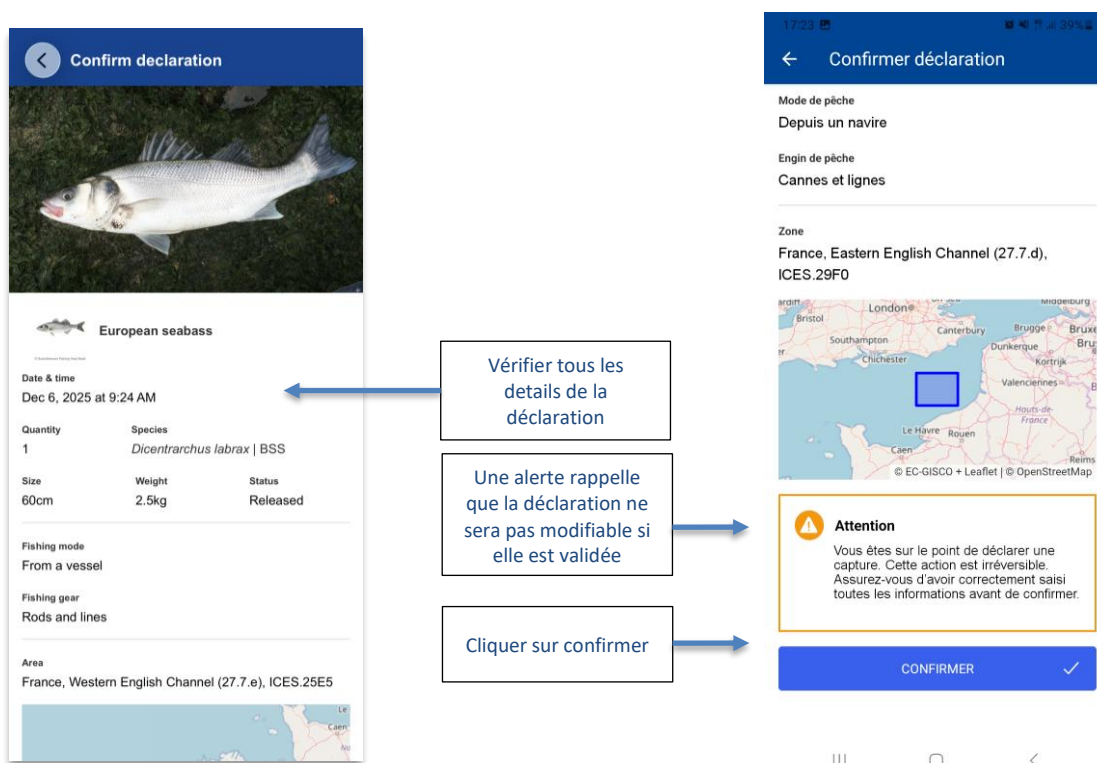 Confirm declaration
European seabass
Date & time
Dec 6, 2025 at 9:24 AM
Quantity Species
1 Dicentrarchus labrax | BSS
Size Weight Status
60cm 2.5kg Released
Fishing mode
From a vessel
Fishing gear
Rods and lines
Area
France, Western English Channel (27.7.e), ICES.25E5
Le
Caen
Vérifier tous les
details de la
déclaration
Une alerte rappelle
que la déclaration ne
sera pas modifiable si
elle est validée
Cliquer sur confirmer
17:23 39%
Confirmer déclaration
Mode de pêche
Depuis un navire
Engin de pêche
Cannes et lignes
Zone
France, Eastern English Channel (27.7.d),
ICES.29F0
ardiff London Middelburg
Bristol Canterbury Brugge Bruxe
Southampton Dunkerque Bru
Chichester Kortrijk
Valenciennes
Hauts-de-
France
Le Havre Rouen
Caen
Reims
© EC-GISCO + Leaflet | © OpenStreetMap
Attention
Vous êtes sur le point de déclarer une
capture. Cette action est irréversible.
Assurez-vous d'avoir correctement saisi
toutes les informations avant de confirmer.
CONFIRMER